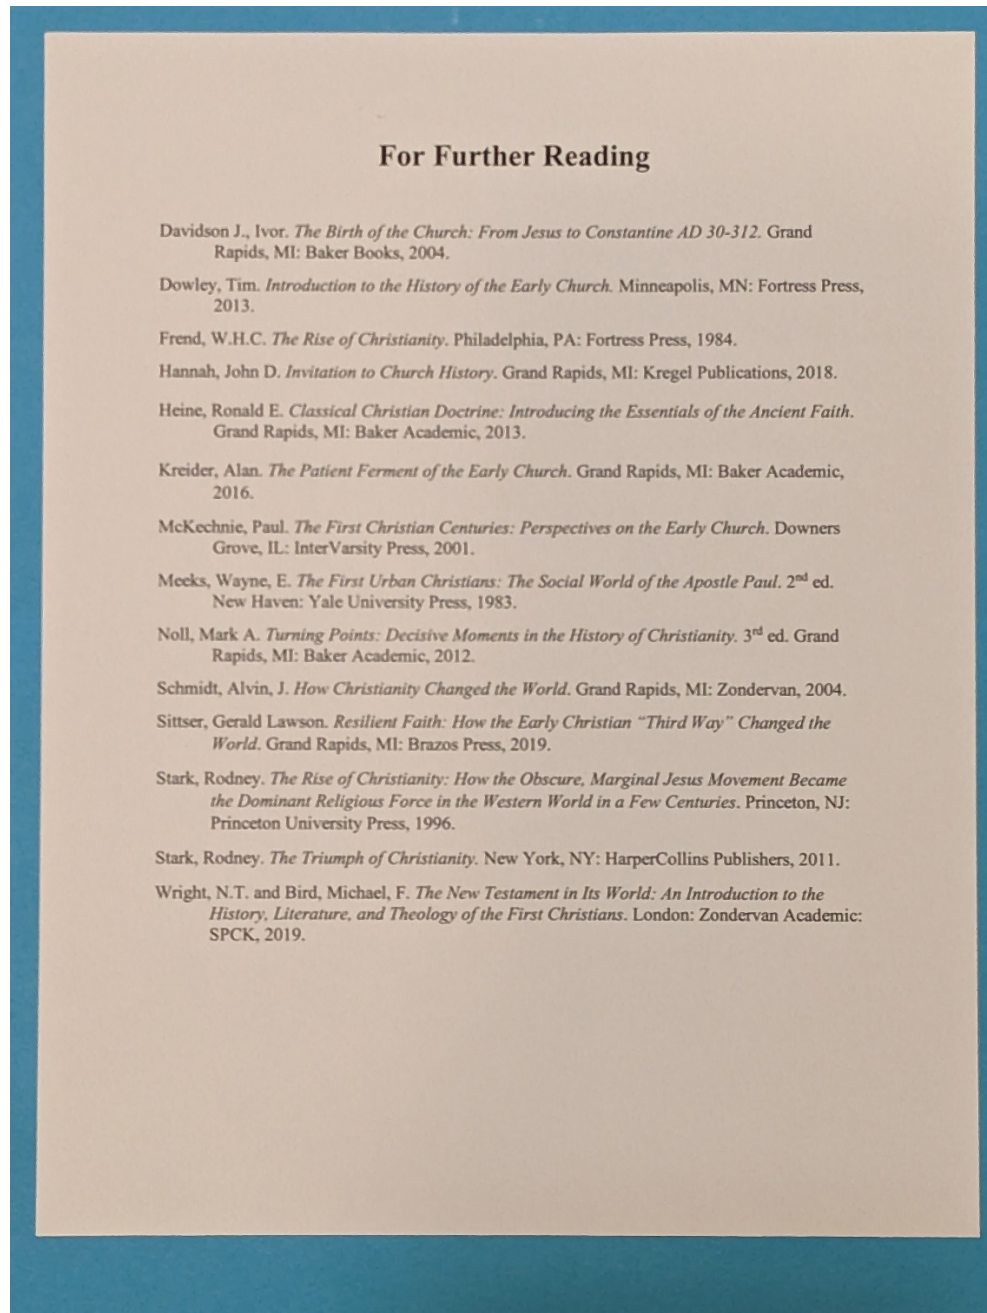 For Further Reading
Davidson J., Ivor. The Birth of the Church: From Jesus to Constantine AD 30-312. Grand
Rapids, MI: Baker Books, 2004.
Dowley, Tim. Introduction to the History of the Early Church. Minneapolis, MN: Fortress Press,
2013.
Frend, W.H.C. The Rise of Christianity. Philadelphia, PA: Fortress Press, 1984.
Hannah, John D. Invitation to Church History. Grand Rapids, MI: Kregel Publications, 2018.
Heine, Ronald E. Classical Christian Doctrine: Introducing the Essentials of the Ancient Faith.
Grand Rapids, MI: Baker Academic, 2013.
Kreider, Alan. The Patient Ferment of the Early Church. Grand Rapids, MI: Baker Academic,
2016.
McKechnie, Paul. The First Christian Centuries: Perspectives on the Early Church. Downers
Grove, IL: InterVarsity Press, 2001.
Meeks, Wayne, E. The First Urban Christians: The Social World of the Apostle Paul. 2nd ed.
New Haven: Yale University Press, 1983.
Noll, Mark A. Turning Points: Decisive Moments in the History of Christianity. 3rd ed. Grand
Rapids, MI: Baker Academic, 2012.
Schmidt, Alvin, J. How Christianity Changed the World. Grand Rapids, MI: Zondervan, 2004.
Sittser, Gerald Lawson. Resilient Faith: How the Early Christian “Third Way” Changed the
World. Grand Rapids, MI: Brazos Press, 2019.
Stark, Rodney. The Rise of Christianity: How the Obscure, Marginal Jesus Movement Became
the Dominant Religious Force in the Western World in a Few Centuries. Princeton, NJ:
Princeton University Press, 1996.
Stark, Rodney. The Triumph of Christianity. New York, NY: HarperCollins Publishers, 2011.
Wright, N.T. and Bird, Michael, F. The New Testament in Its World: An Introduction to the
History, Literature, and Theology of the First Christians. London: Zondervan Academic:
SPCK, 2019.